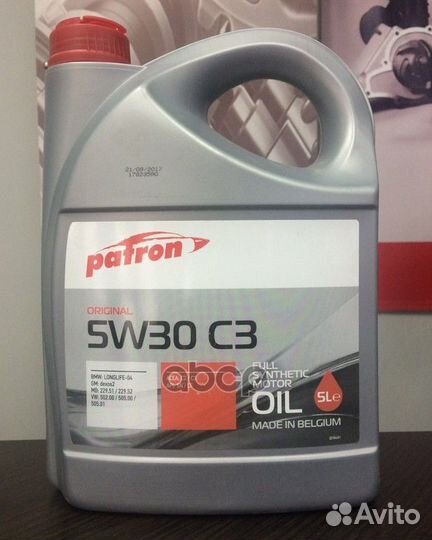 21/09/2017
17823590
patron
ORIGINAL
5W30 C3
BMW: LONGLIFE-04
GM: dexos2
MB: 229.51 / 229.52
VW: 502.00 / 505.00 /
505.01
FULL
SYNTHETIC
MOTOR
OIL
5L e
MADE IN BELGIUM
Avito